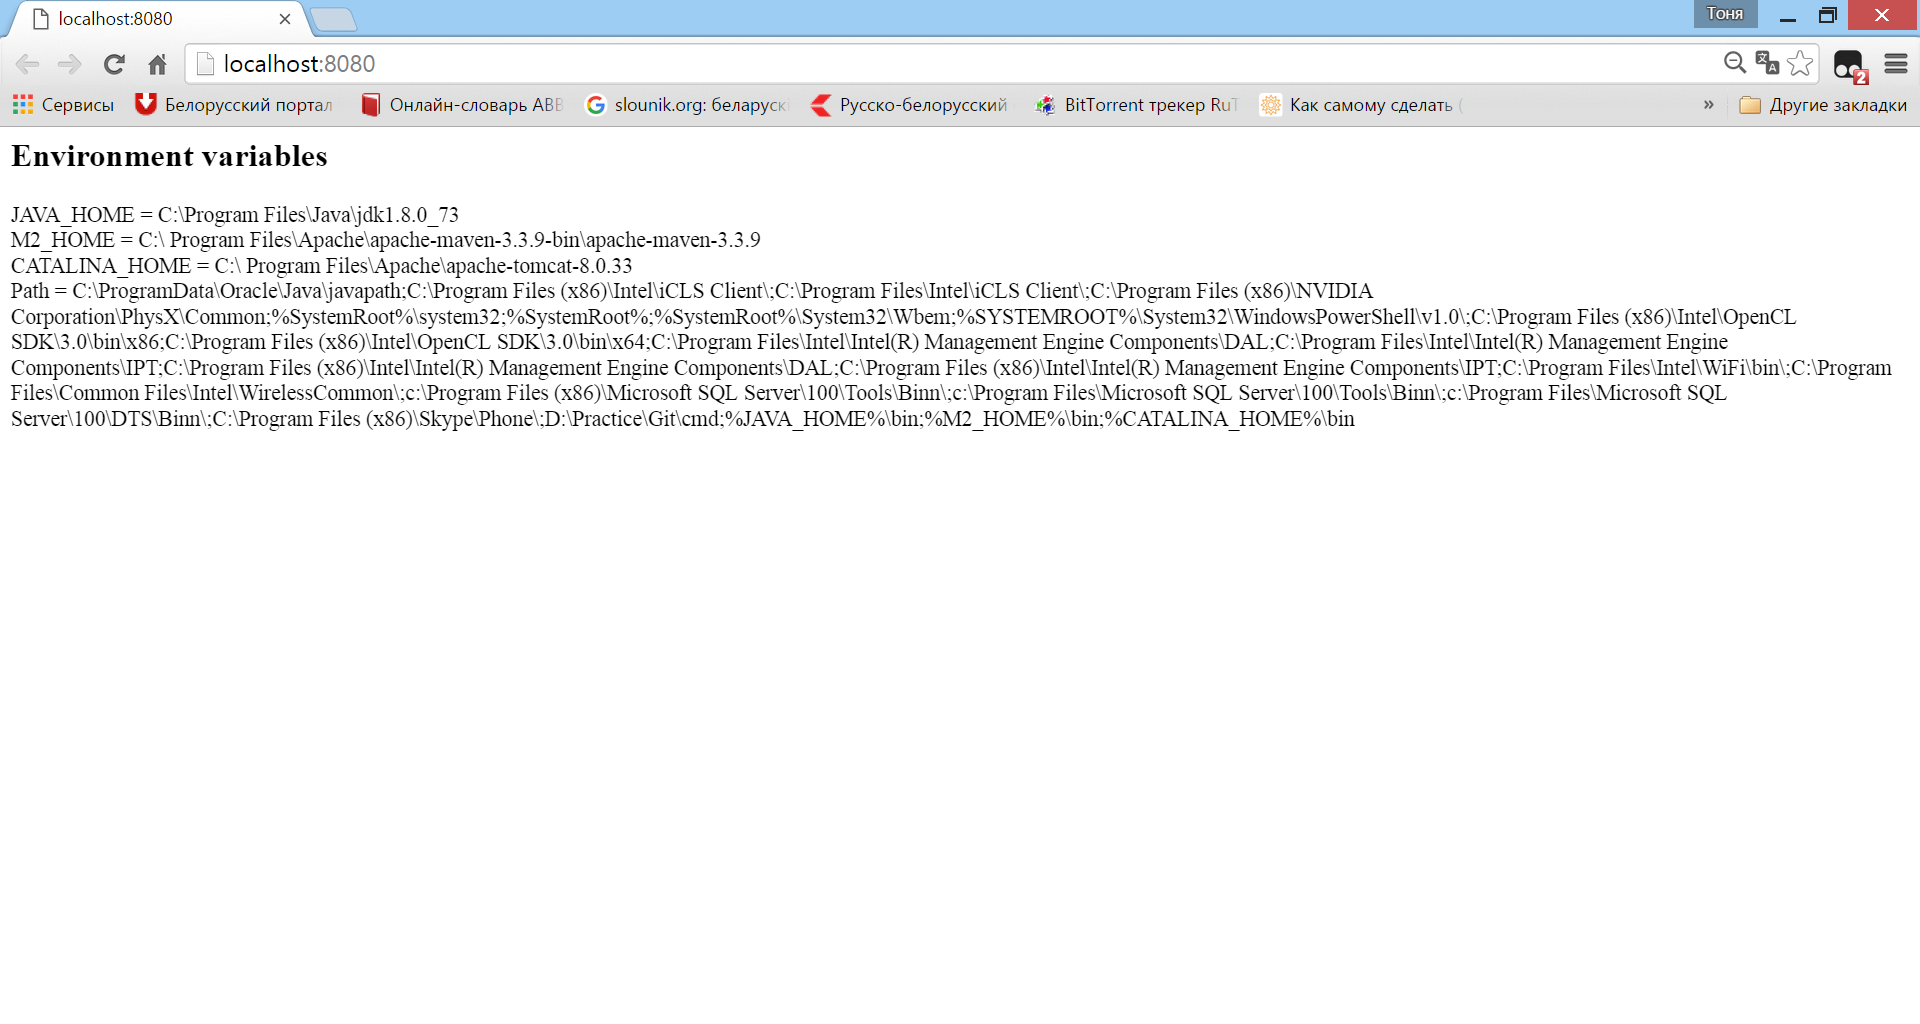 localhost:8080
Тоня
localhost:8080
2
Сервисы
Белорусский портал
Онлайн-словарь ABB
slounik.org: беларуск
Русско-белорусский
BitTorrent трекер RuT
Как самому сделать (
»
Другие закладки
Environment variables
JAVA_HOME = C:\Program Files\Java\jdk1.8.0_73
M2_HOME = C:\ Program Files\Apache\apache-maven-3.3.9-bin\apache-maven-3.3.9
CATALINA_HOME = C:\ Program Files\Apache\apache-tomcat-8.0.33
Path = C:\ProgramData\Oracle\Java\javapath;C:\Program Files (x86)\Intel\iCLS Client\;C:\Program Files\Intel\iCLS Client\;C:\Program Files (x86)\NVIDIA
Corporation\PhysX\Common;%SystemRoot%\system32;%SystemRoot%;%SystemRoot%\System32\Wbem;%SYSTEMROOT%\System32\WindowsPowerShell\v1.0\;C:\Program Files (x86)\Intel\OpenCL
SDK\3.0\bin\x86;C:\Program Files (x86)\Intel\OpenCL SDK\3.0\bin\x64;C:\Program Files\Intel\Intel(R) Management Engine Components\DAL;C:\Program Files\Intel\Intel(R) Management Engine
Components\IPT;C:\Program Files (x86)\Intel\Intel(R) Management Engine Components\DAL;C:\Program Files (x86)\Intel\Intel(R) Management Engine Components\IPT;C:\Program Files\Intel\WiFi\bin\;C:\Program
Files\Common Files\Intel\WirelessCommon\;c:\Program Files (x86)\Microsoft SQL Server\100\Tools\Binn\;c:\Program Files\Microsoft SQL Server\100\Tools\Binn\;c:\Program Files\Microsoft SQL
Server\100\DTS\Binn\;C:\Program Files (x86)\Skype\Phone\;D:\Practice\Git\cmd;%JAVA_HOME%\bin;%M2_HOME%\bin;%CATALINA_HOME%\bin